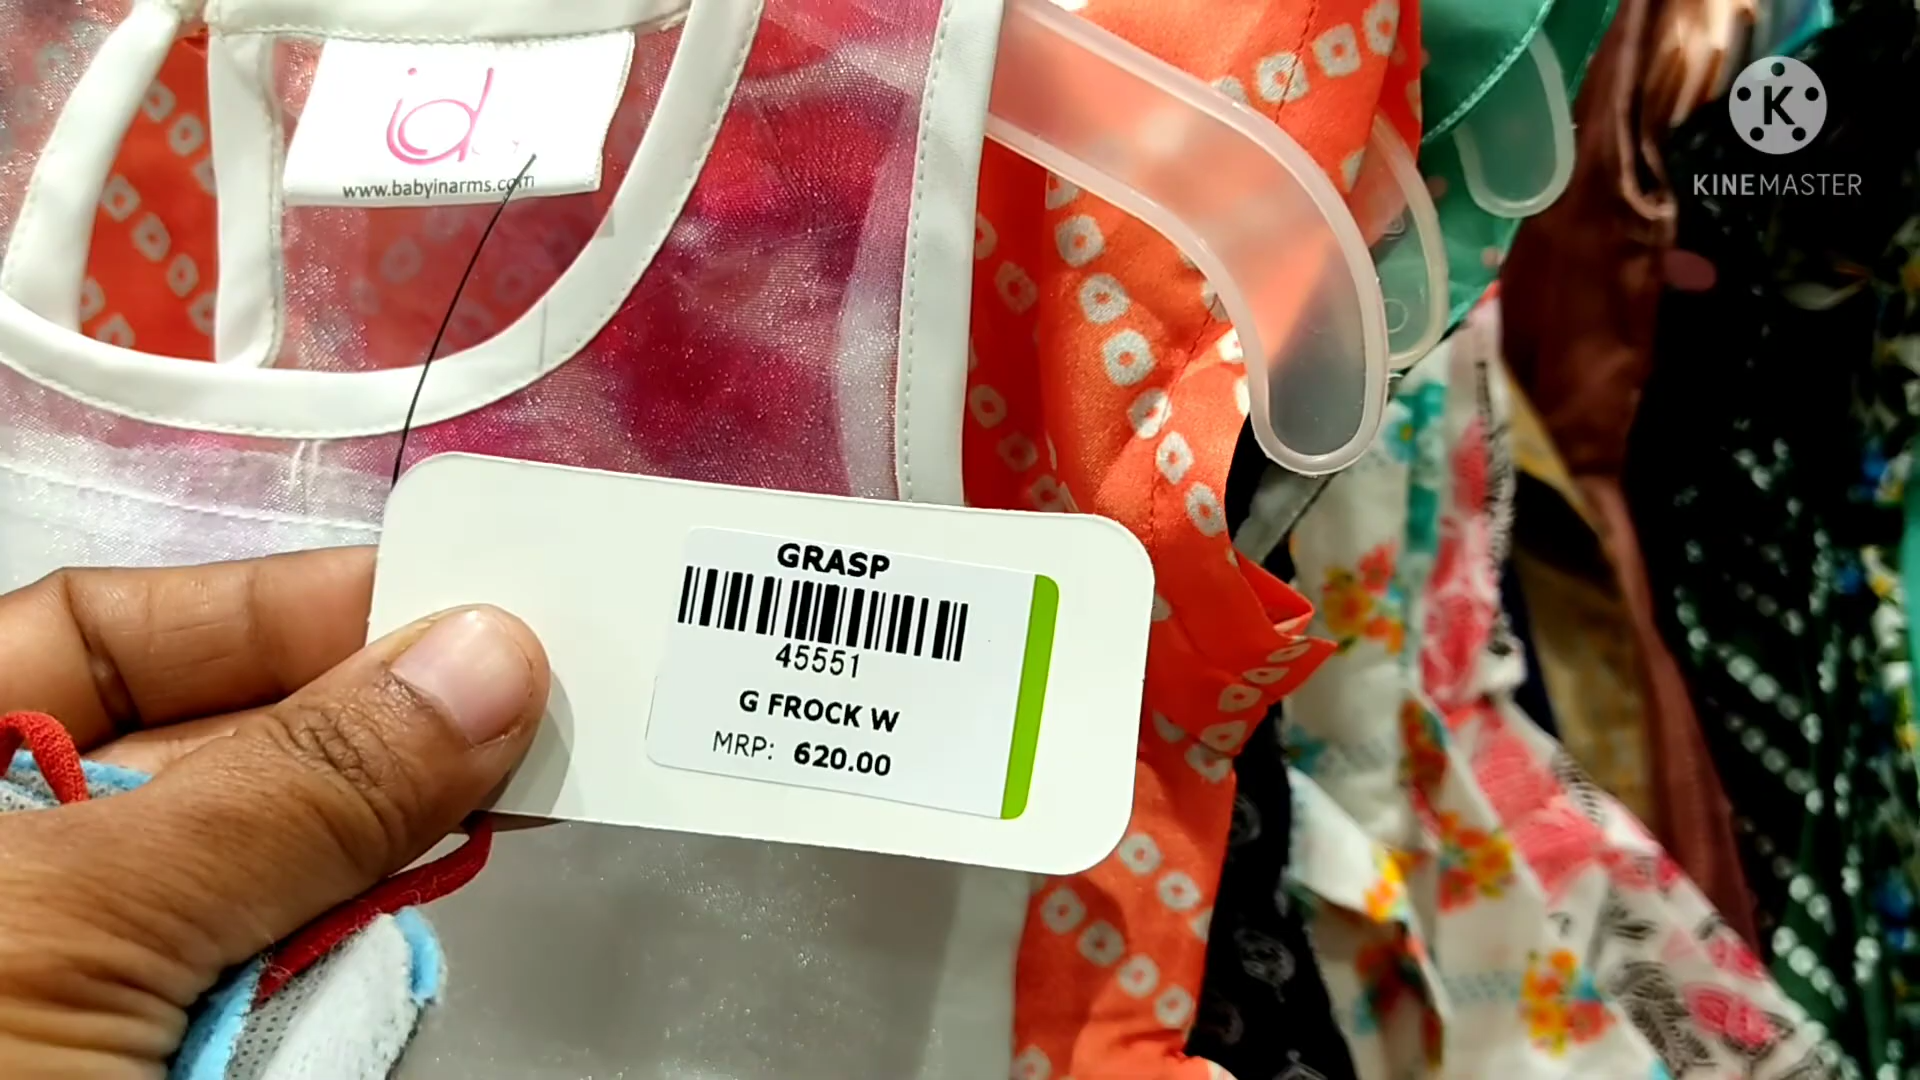 id
www.babyinarms.com
K
KINEMASTER
GRASP
45551
G FROCK W
MRP: 620.00